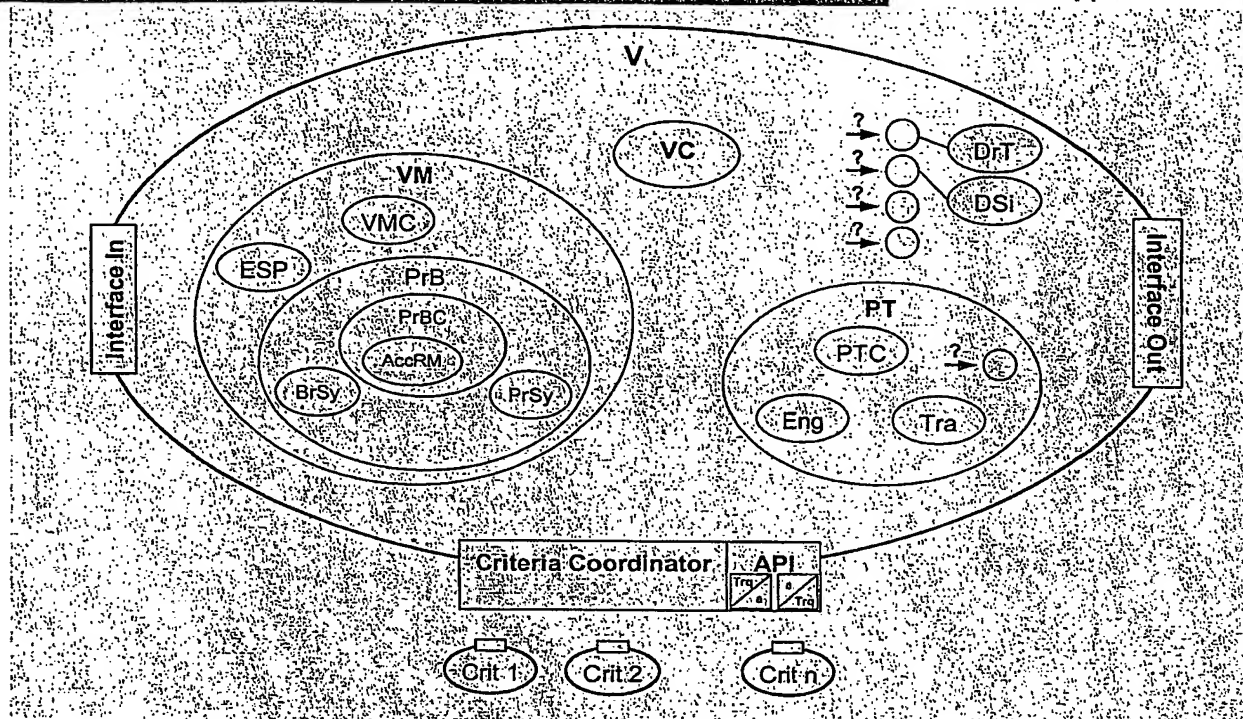 V
VC
? DrT
? DSi
?
?
VM
VMC
ESP
PrB
PrBC
AccRM
BrSy
PrSy
Interface In
Interface Out
PT
PTC
?
Eng
Tra
Criteria Coordinator
API
Trq
a
a
Trq
Crit 1
Crit 2
Crit n